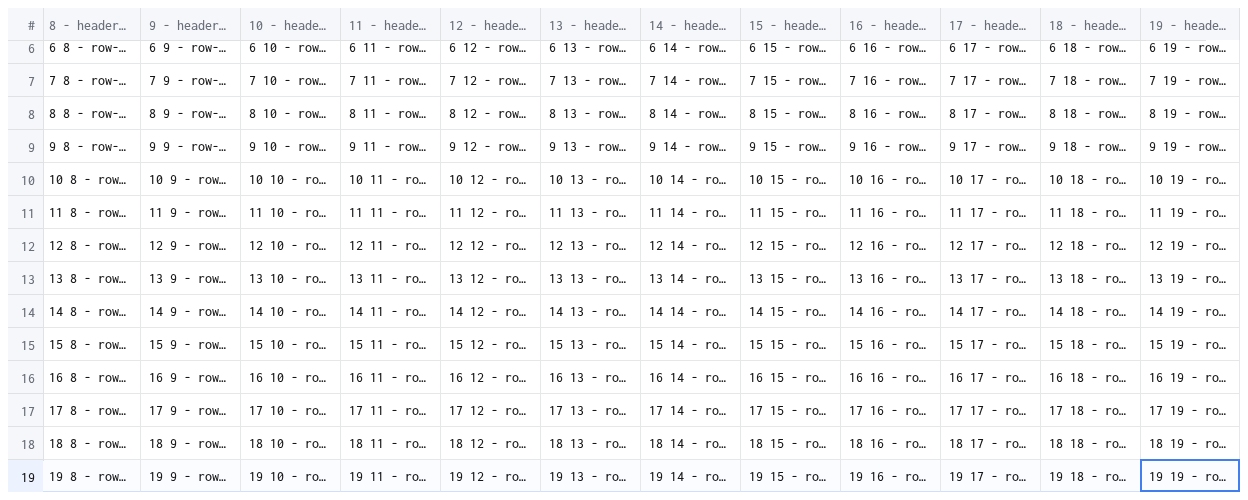 # 8 - header… 9 - header… 10 - heade… 11 - heade… 12 - heade… 13 - heade… 14 - heade… 15 - heade… 16 - heade… 17 - heade… 18 - heade… 19 - heade…
6 6 8 - row-… 6 9 - row-… 6 10 - row… 6 11 - row… 6 12 - row… 6 13 - row… 6 14 - row… 6 15 - row… 6 16 - row… 6 17 - row… 6 18 - row… 6 19 - row…
7 7 8 - row-… 7 9 - row-… 7 10 - row… 7 11 - row… 7 12 - row… 7 13 - row… 7 14 - row… 7 15 - row… 7 16 - row… 7 17 - row… 7 18 - row… 7 19 - row…
8 8 8 - row-… 8 9 - row-… 8 10 - row… 8 11 - row… 8 12 - row… 8 13 - row… 8 14 - row… 8 15 - row… 8 16 - row… 8 17 - row… 8 18 - row… 8 19 - row…
9 9 8 - row-… 9 9 - row-… 9 10 - row… 9 11 - row… 9 12 - row… 9 13 - row… 9 14 - row… 9 15 - row… 9 16 - row… 9 17 - row… 9 18 - row… 9 19 - row…
10 10 8 - row… 10 9 - row… 10 10 - ro… 10 11 - ro… 10 12 - ro… 10 13 - ro… 10 14 - ro… 10 15 - ro… 10 16 - ro… 10 17 - ro… 10 18 - ro… 10 19 - ro…
11 11 8 - row… 11 9 - row… 11 10 - ro… 11 11 - ro… 11 12 - ro… 11 13 - ro… 11 14 - ro… 11 15 - ro… 11 16 - ro… 11 17 - ro… 11 18 - ro… 11 19 - ro…
12 12 8 - row… 12 9 - row… 12 10 - ro… 12 11 - ro… 12 12 - ro… 12 13 - ro… 12 14 - ro… 12 15 - ro… 12 16 - ro… 12 17 - ro… 12 18 - ro… 12 19 - ro…
13 13 8 - row… 13 9 - row… 13 10 - ro… 13 11 - ro… 13 12 - ro… 13 13 - ro… 13 14 - ro… 13 15 - ro… 13 16 - ro… 13 17 - ro… 13 18 - ro… 13 19 - ro…
14 14 8 - row… 14 9 - row… 14 10 - ro… 14 11 - ro… 14 12 - ro… 14 13 - ro… 14 14 - ro… 14 15 - ro… 14 16 - ro… 14 17 - ro… 14 18 - ro… 14 19 - ro…
15 15 8 - row… 15 9 - row… 15 10 - ro… 15 11 - ro… 15 12 - ro… 15 13 - ro… 15 14 - ro… 15 15 - ro… 15 16 - ro… 15 17 - ro… 15 18 - ro… 15 19 - ro…
16 16 8 - row… 16 9 - row… 16 10 - ro… 16 11 - ro… 16 12 - ro… 16 13 - ro… 16 14 - ro… 16 15 - ro… 16 16 - ro… 16 17 - ro… 16 18 - ro… 16 19 - ro…
17 17 8 - row… 17 9 - row… 17 10 - ro… 17 11 - ro… 17 12 - ro… 17 13 - ro… 17 14 - ro… 17 15 - ro… 17 16 - ro… 17 17 - ro… 17 18 - ro… 17 19 - ro…
18 18 8 - row… 18 9 - row… 18 10 - ro… 18 11 - ro… 18 12 - ro… 18 13 - ro… 18 14 - ro… 18 15 - ro… 18 16 - ro… 18 17 - ro… 18 18 - ro… 18 19 - ro…
19 19 8 - row… 19 9 - row… 19 10 - ro… 19 11 - ro… 19 12 - ro… 19 13 - ro… 19 14 - ro… 19 15 - ro… 19 16 - ro… 19 17 - ro… 19 18 - ro… 19 19 - ro…